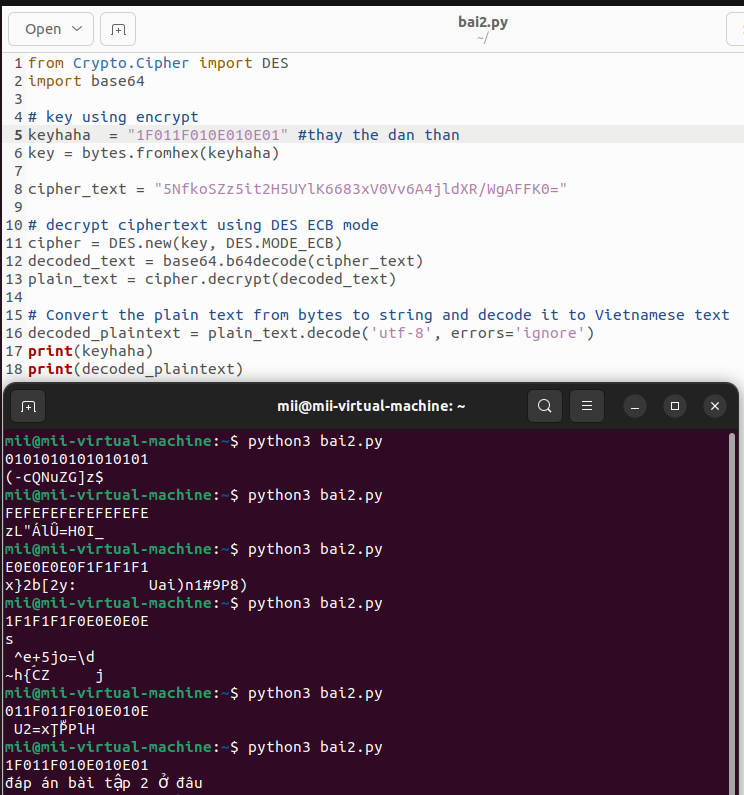 Open
bai2.py
~/
1 from Crypto.Cipher import DES
2 import base64
3
4 # key using encrypt
5 keyhaha  = "1F011F010E010E01" #thay the dan than
6 key = bytes.fromhex(keyhaha)
7
8 cipher_text = "5NfkoSZz5it2H5UYlK6683xV0Vv6A4jldXR/WgAFFK0="
9
10 # decrypt ciphertext using DES ECB mode
11 cipher = DES.new(key, DES.MODE_ECB)
12 decoded_text = base64.b64decode(cipher_text)
13 plain_text = cipher.decrypt(decoded_text)
14
15 # Convert the plain text from bytes to string and decode it to Vietnamese text
16 decoded_plaintext = plain_text.decode('utf-8', errors='ignore')
17 print(keyhaha)
18 print(decoded_plaintext)
mii@mii-virtual-machine: ~
mii@mii-virtual-machine:~$ python3 bai2.py
0101010101010101
(-cQNuZG]z$
mii@mii-virtual-machine:~$ python3 bai2.py
FEFEFEFEFEFEFEFE
zL"ÁlÛ=H0I_
mii@mii-virtual-machine:~$ python3 bai2.py
E0E0E0E0F1F1F1F1
x}2b[2y:        Uai)n1#9P8)
mii@mii-virtual-machine:~$ python3 bai2.py
1F1F1F1F0E0E0E0E
s
 ^e+5jo=\d
~h{CZ     j
mii@mii-virtual-machine:~$ python3 bai2.py
011F011F010E010E
mii@mii-virtual-machine:~$ python3 bai2.py
1F011F010E010E01
đáp án bài tập 2 Ở đâu